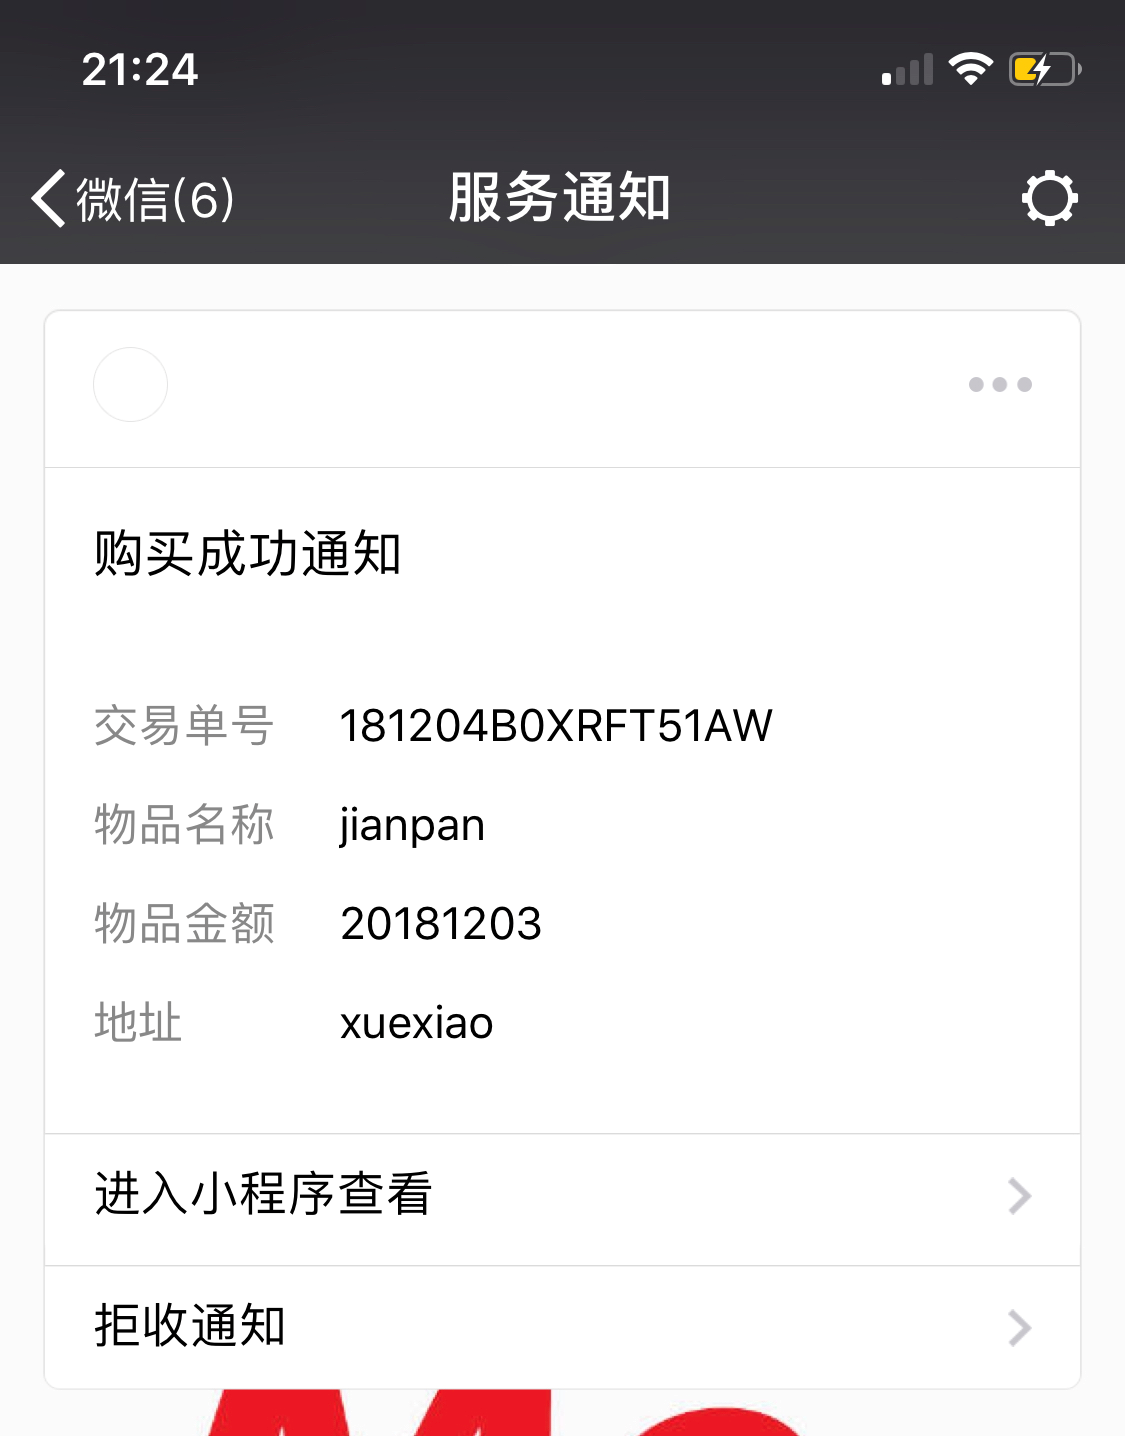 21:24
微信(6)
服务通知
购买成功通知
交易单号 181204B0XRFT51AW
物品名称 jianpan
物品金额 20181203
地址 xuexiao
进入小程序查看
拒收通知